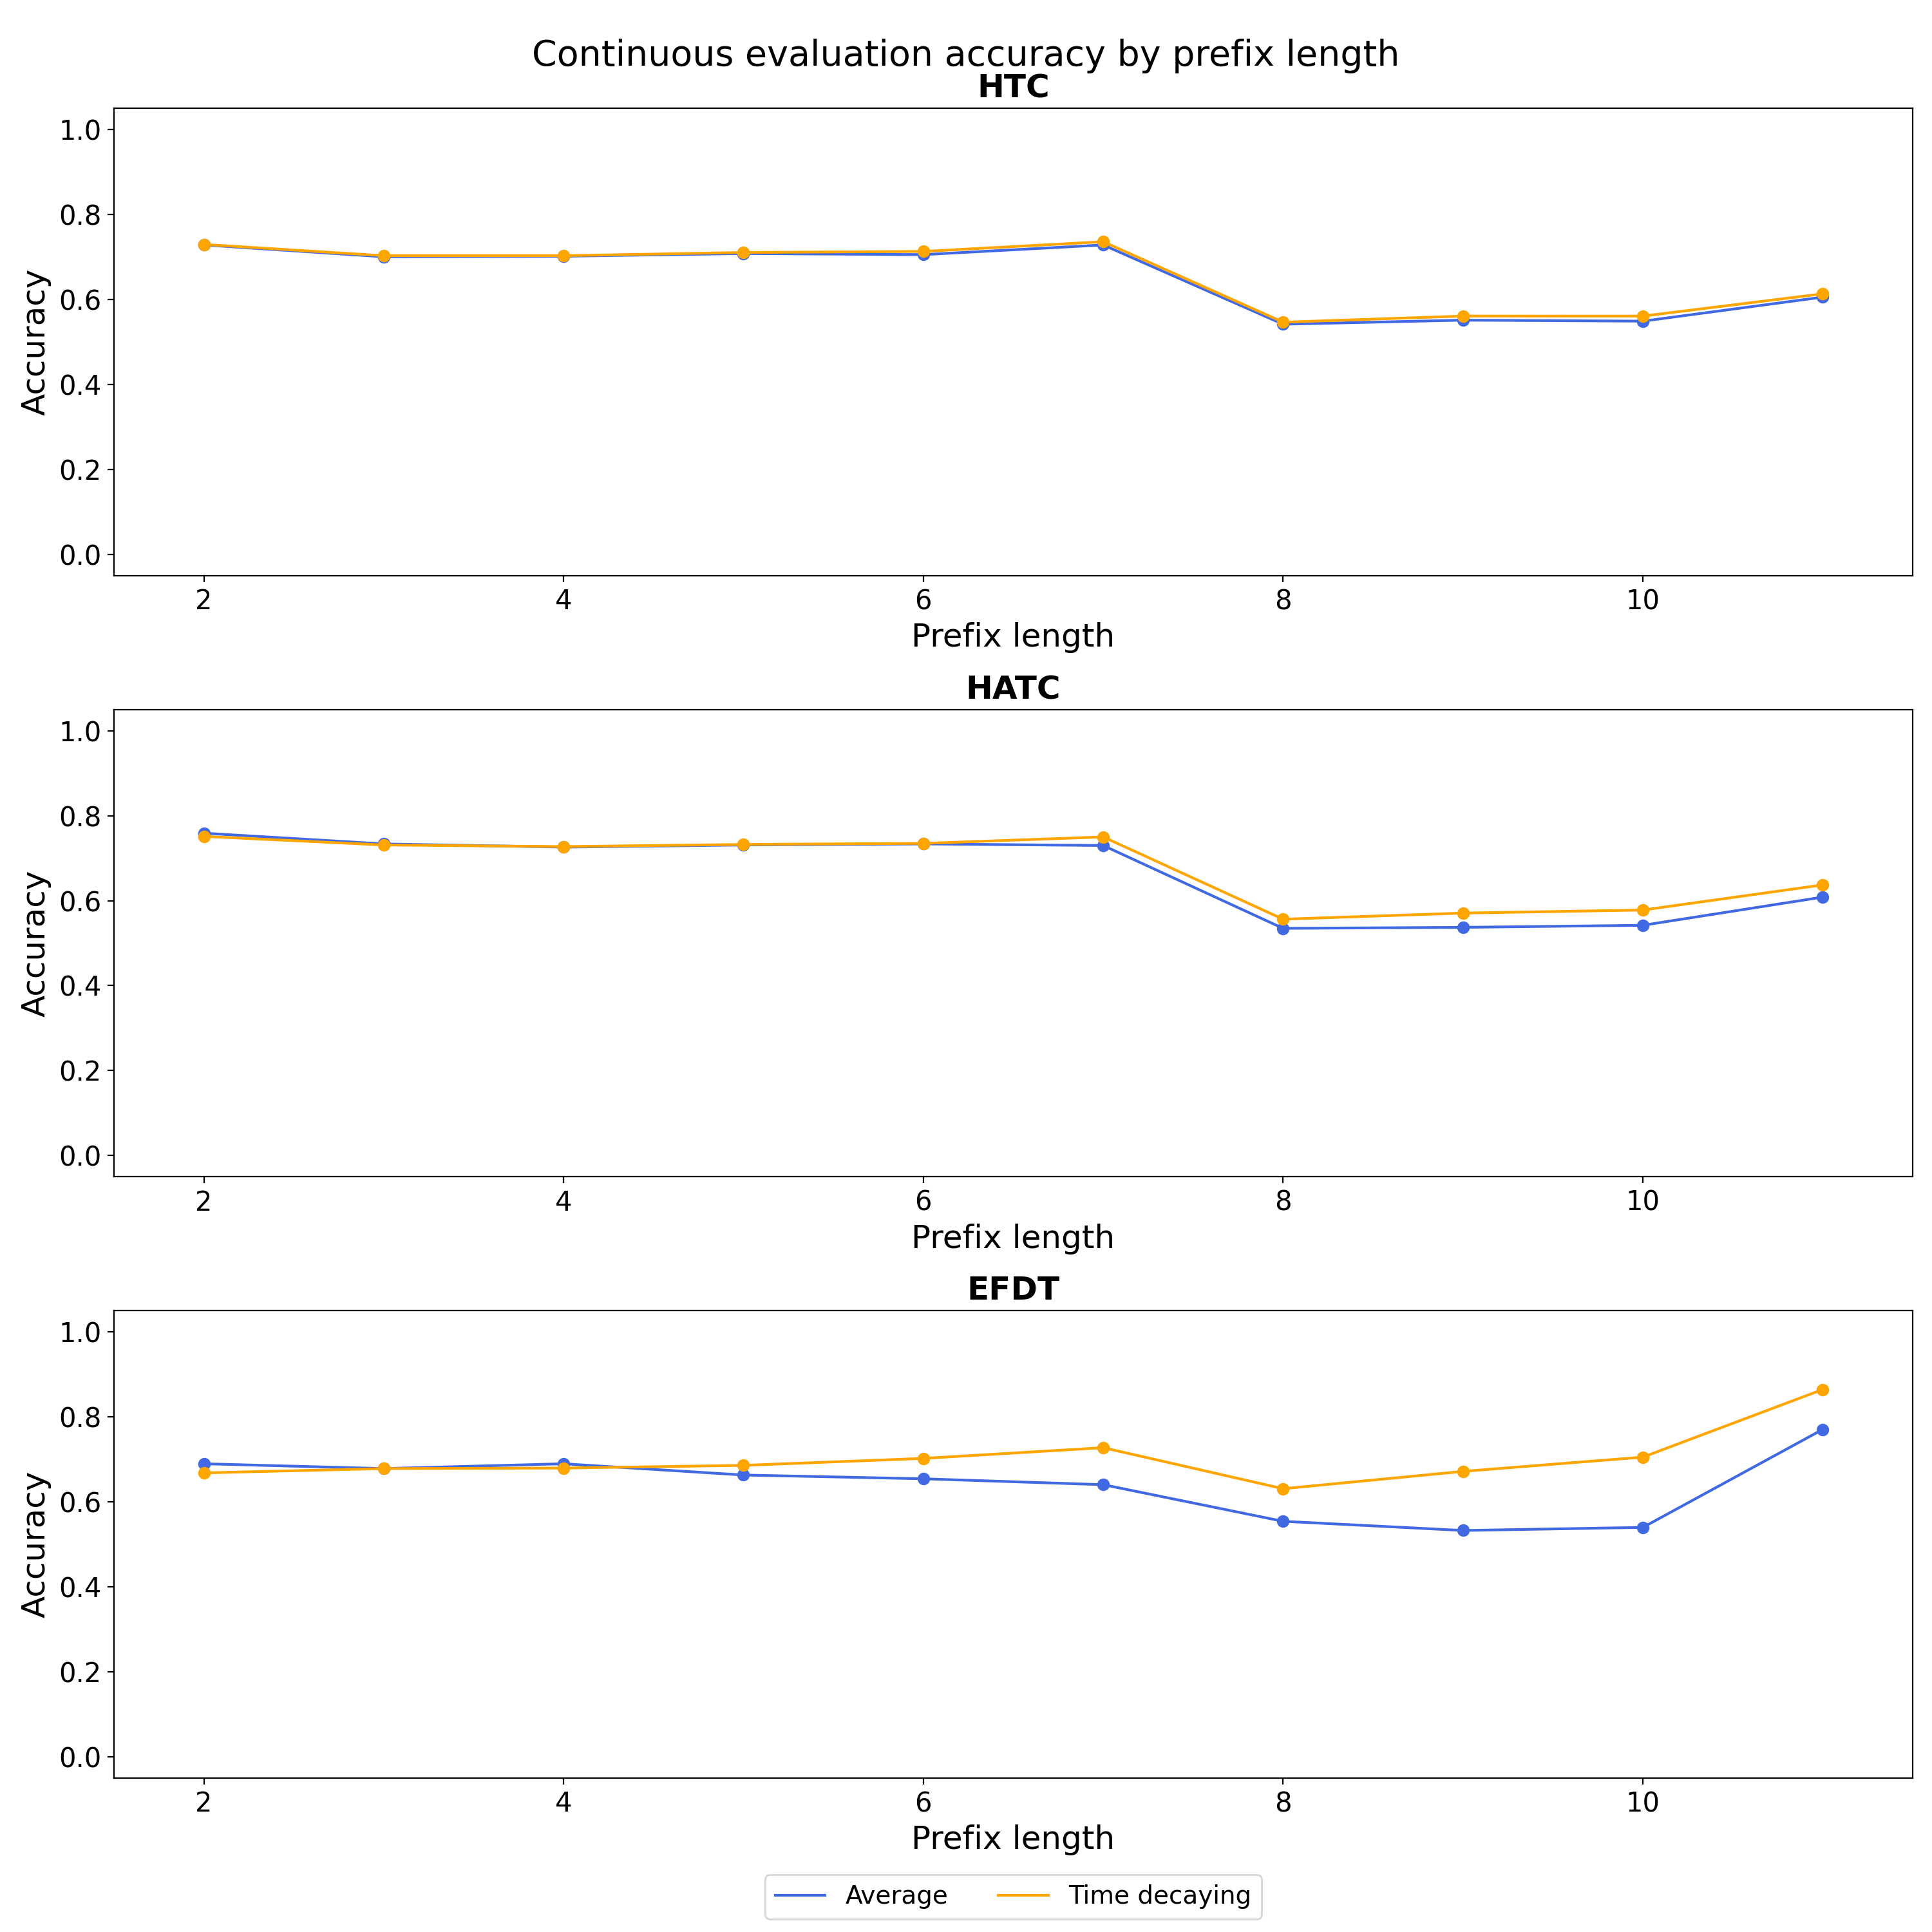 Continuous evaluation accuracy by prefix length
HTC
1.0
0.8
0.6
0.4
0.2
0.0
Accuracy
2 4 6 8 10
Prefix length
HATC
1.0
0.8
0.6
0.4
0.2
0.0
Accuracy
2 4 6 8 10
Prefix length
EFDT
1.0
0.8
0.6
0.4
0.2
0.0
Accuracy
2 4 6 8 10
Prefix length
Average Time decaying